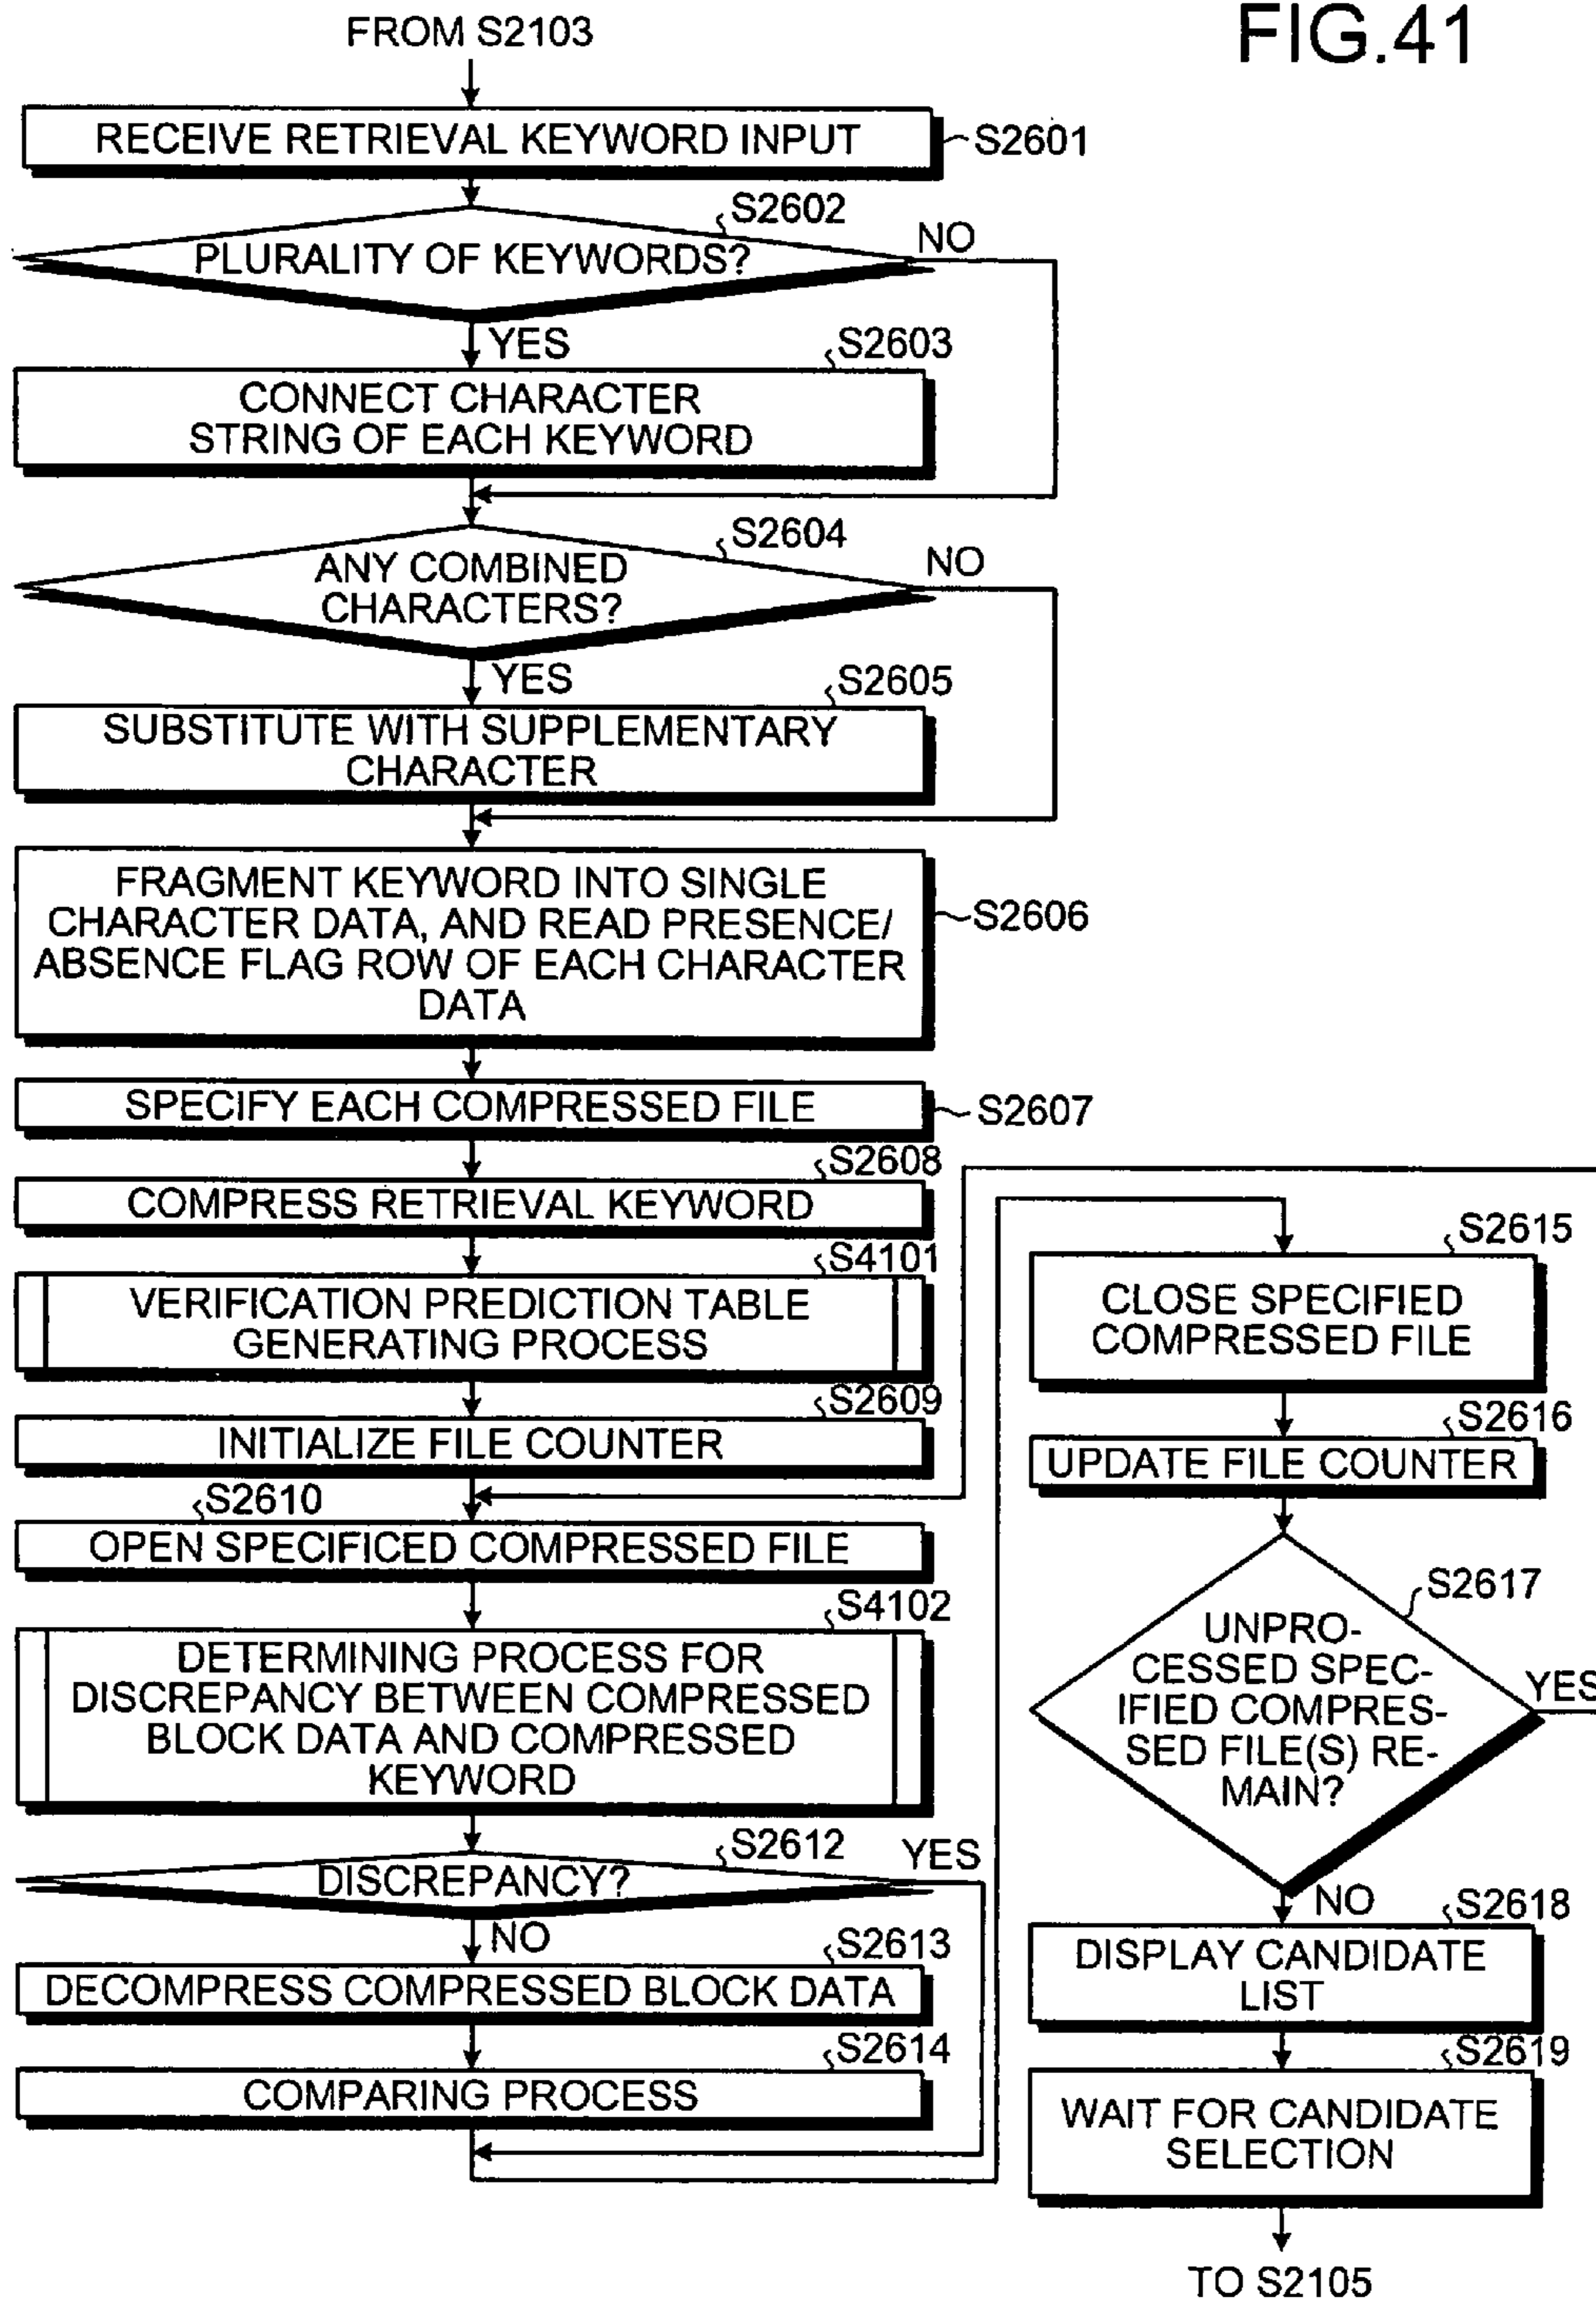 FIG.41
FROM S2103
RECEIVE RETRIEVAL KEYWORD INPUT
S2601
S2602
PLURALITY OF KEYWORDS?
NO
YES
S2603
CONNECT CHARACTER
STRING OF EACH KEYWORD
S2604
ANY COMBINED
CHARACTERS?
NO
YES
S2605
SUBSTITUTE WITH SUPPLEMENTARY
CHARACTER
FRAGMENT KEYWORD INTO SINGLE
CHARACTER DATA, AND READ PRESENCE/
ABSENCE FLAG ROW OF EACH CHARACTER
DATA
S2606
SPECIFY EACH COMPRESSED FILE
S2607
S2608
COMPRESS RETRIEVAL KEYWORD
S4101
VERIFICATION PREDICTION TABLE
GENERATING PROCESS
S2609
INITIALIZE FILE COUNTER
S2610
OPEN SPECIFICED COMPRESSED FILE
S4102
DETERMINING PROCESS FOR
DISCREPANCY BETWEEN COMPRESSED
BLOCK DATA AND COMPRESSED
KEYWORD
S2612
DISCREPANCY?
YES
NO
S2613
DECOMPRESS COMPRESSED BLOCK DATA
S2614
COMPARING PROCESS
S2615
CLOSE SPECIFIED
COMPRESSED FILE
S2616
UPDATE FILE COUNTER
S2617
UNPRO-
CESSED SPEC-
IFIED COMPRES-
SED FILE(S) RE-
MAIN?
YES
NO
S2618
DISPLAY CANDIDATE
LIST
S2619
WAIT FOR CANDIDATE
SELECTION
TO S2105